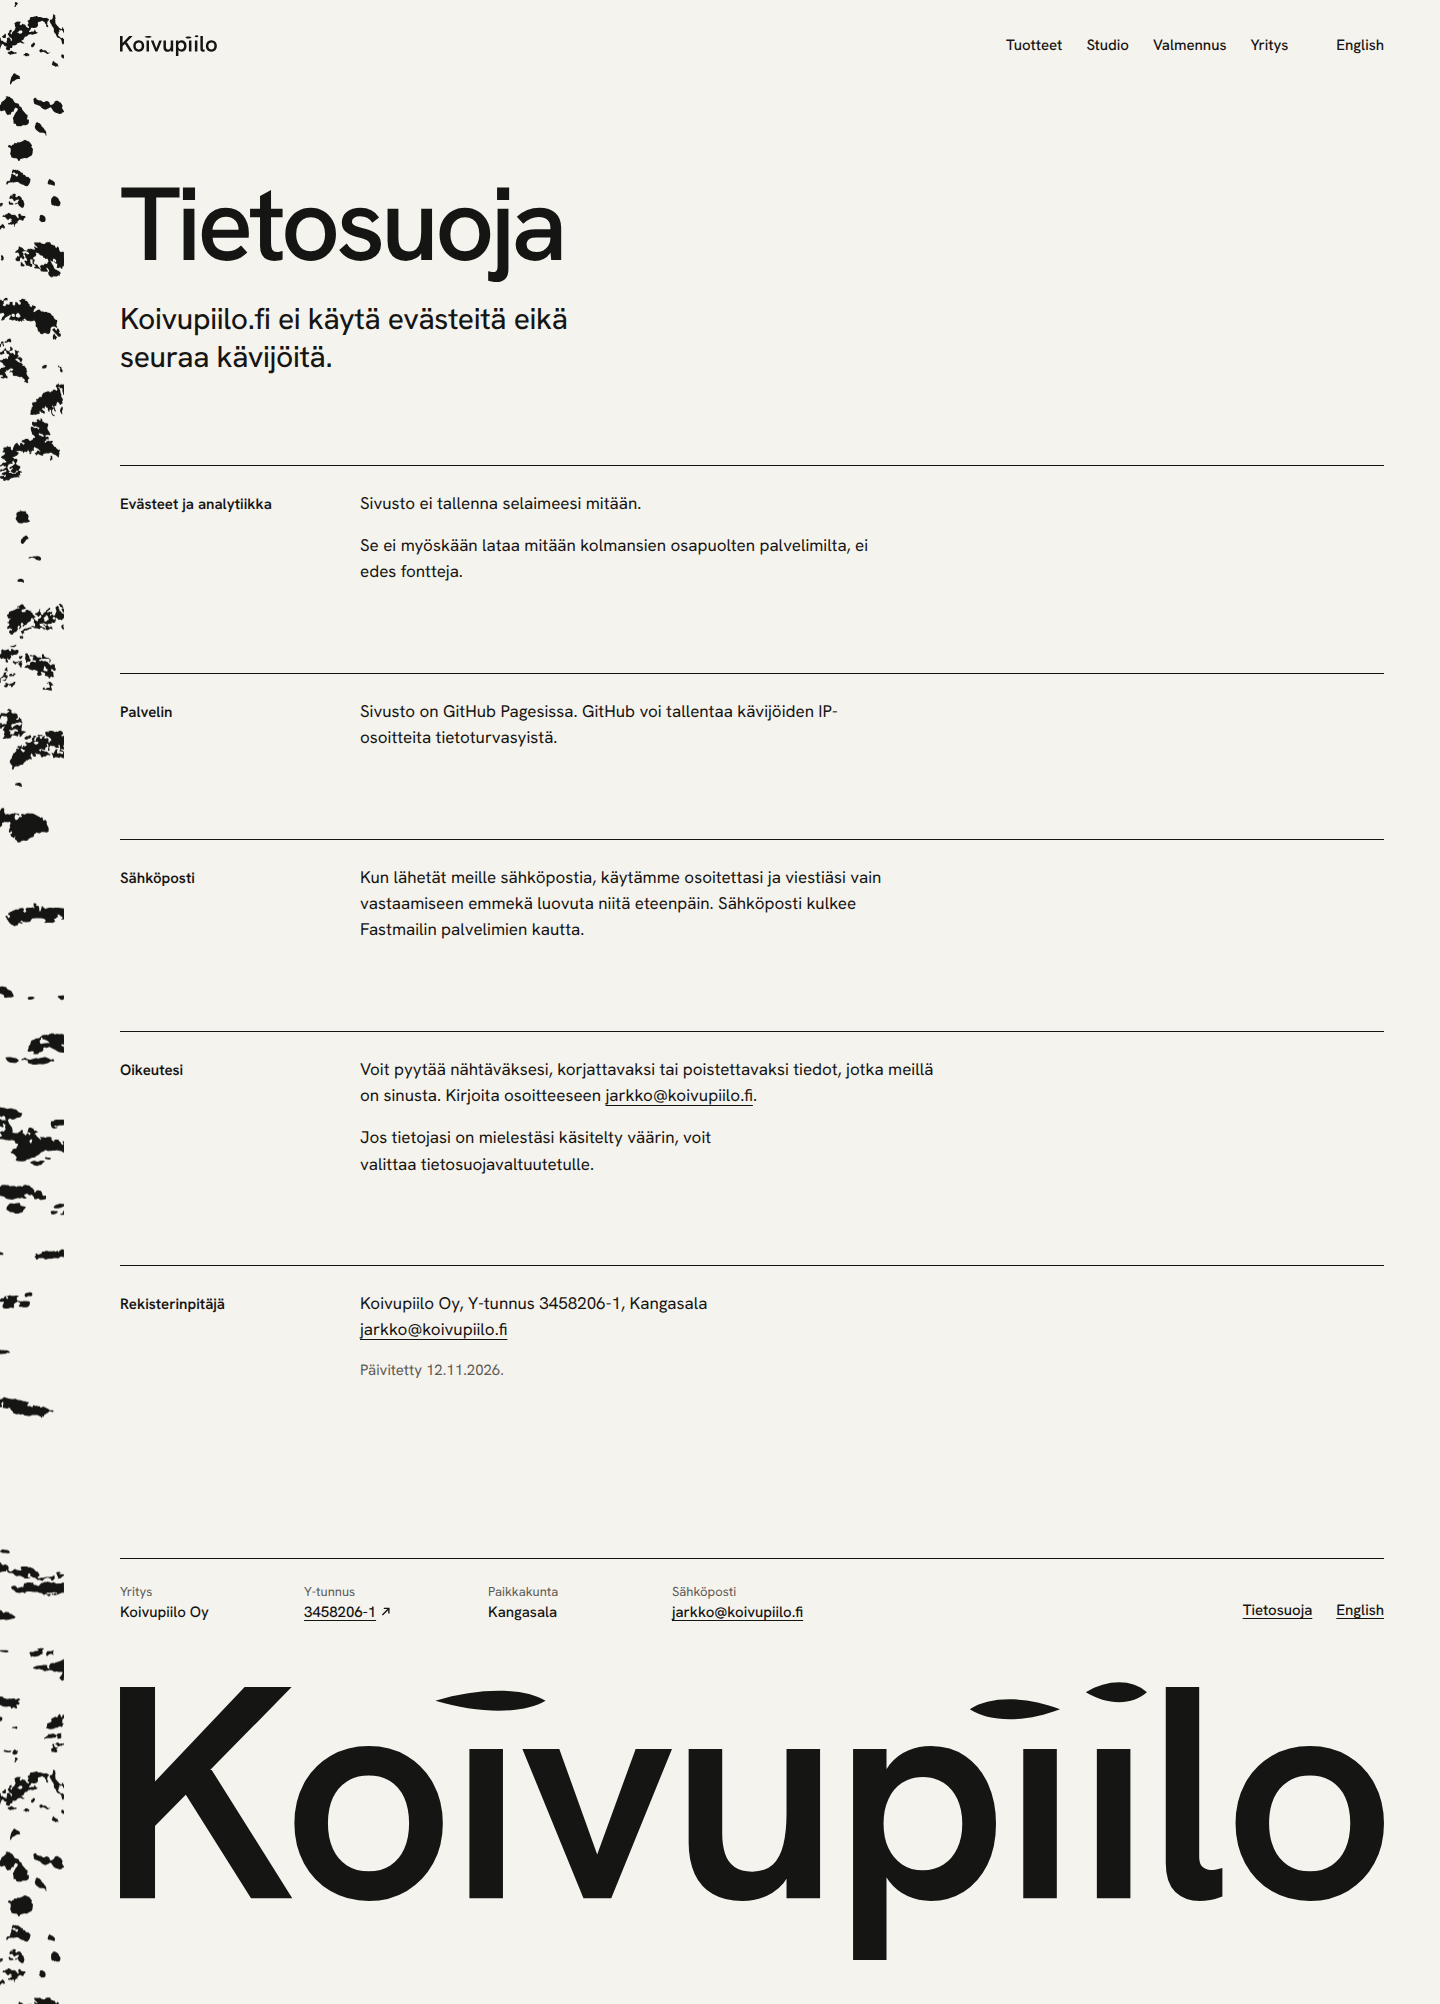 Koivupiilo
Tuotteet Studio Valmennus Yritys English
Tietosuoja
Koivupiilo.fi ei käytä evästeitä eikä
seuraa kävijöitä.
Evästeet ja analytiikka
Sivusto ei tallenna selaimeesi mitään.
Se ei myöskään lataa mitään kolmansien osapuolten palvelimilta, ei
edes fontteja.
Palvelin
Sivusto on GitHub Pagesissa. GitHub voi tallentaa kävijöiden IP-
osoitteita tietoturvasyistä.
Sähköposti
Kun lähetät meille sähköpostia, käytämme osoitettasi ja viestiäsi vain
vastaamiseen emmekä luovuta niitä eteenpäin. Sähköposti kulkee
Fastmailin palvelimien kautta.
Oikeutesi
Voit pyytää nähtäväksesi, korjattavaksi tai poistettavaksi tiedot, jotka meillä
on sinusta. Kirjoita osoitteeseen jarkko@koivupiilo.fi.
Jos tietojasi on mielestäsi käsitelty väärin, voit
valittaa tietosuojavaltuutetulle.
Rekisterinpitäjä
Koivupiilo Oy, Y-tunnus 3458206-1, Kangasala
jarkko@koivupiilo.fi
Päivitetty 12.11.2026.
Yritys
Koivupiilo Oy
Y-tunnus
3458206-1 ↗
Paikkakunta
Kangasala
Sähköposti
jarkko@koivupiilo.fi
Tietosuoja English
Koivupiilo